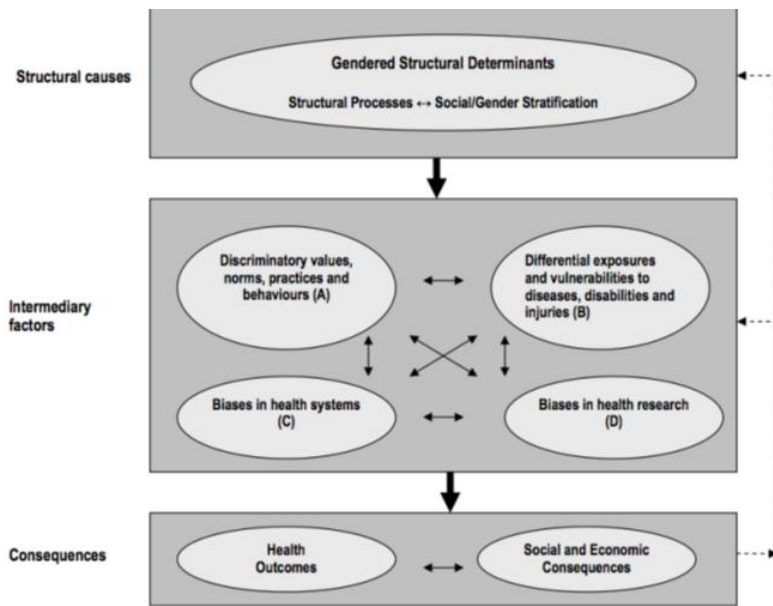 Structural causes
Gendered Structural Determinants
Structural Processes ↔ Social/Gender Stratification
Intermediary
factors
Discriminatory values,
norms, practices and
behaviours (A)
Differential exposures
and vulnerabilities to
diseases, disabilities and
injuries (B)
Biases in health systems
(C)
Biases in health research
(D)
Consequences
Health
Outcomes
Social and Economic
Consequences